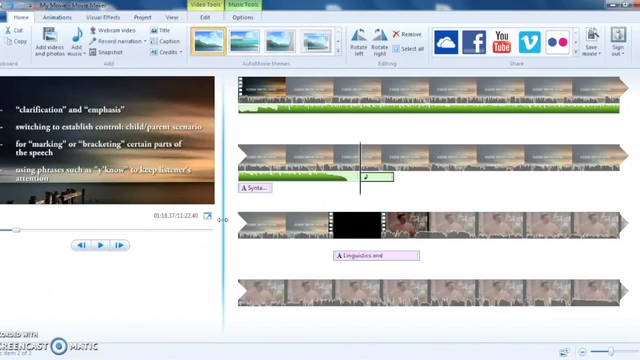 My Movie - Movie Maker
Video Tools
Music Tools
Home
Animations
Visual Effects
Project
View
Edit
Options
Cut
Copy
Add videos
and photos
Add
music
Webcam video
Record narration
Snapshot
Title
Caption
Credits
Add
AutoMovie themes
Rotate
left
Rotate
right
Remove
Select all
Editing
You
Tube
Share
Save
movie
Sign
- "clarification" and "emphasis"
- switching to establish control: child/parent scenario
- for "marking" or "bracketing" certain parts of
the speech
- using phrases such as "y'know" to keep listener's
attention
01:18.37/11:22.40
A Synta...
A Linguistics and
RECORDED WITH
SCREENCAST MATIC
Item 2 of 2